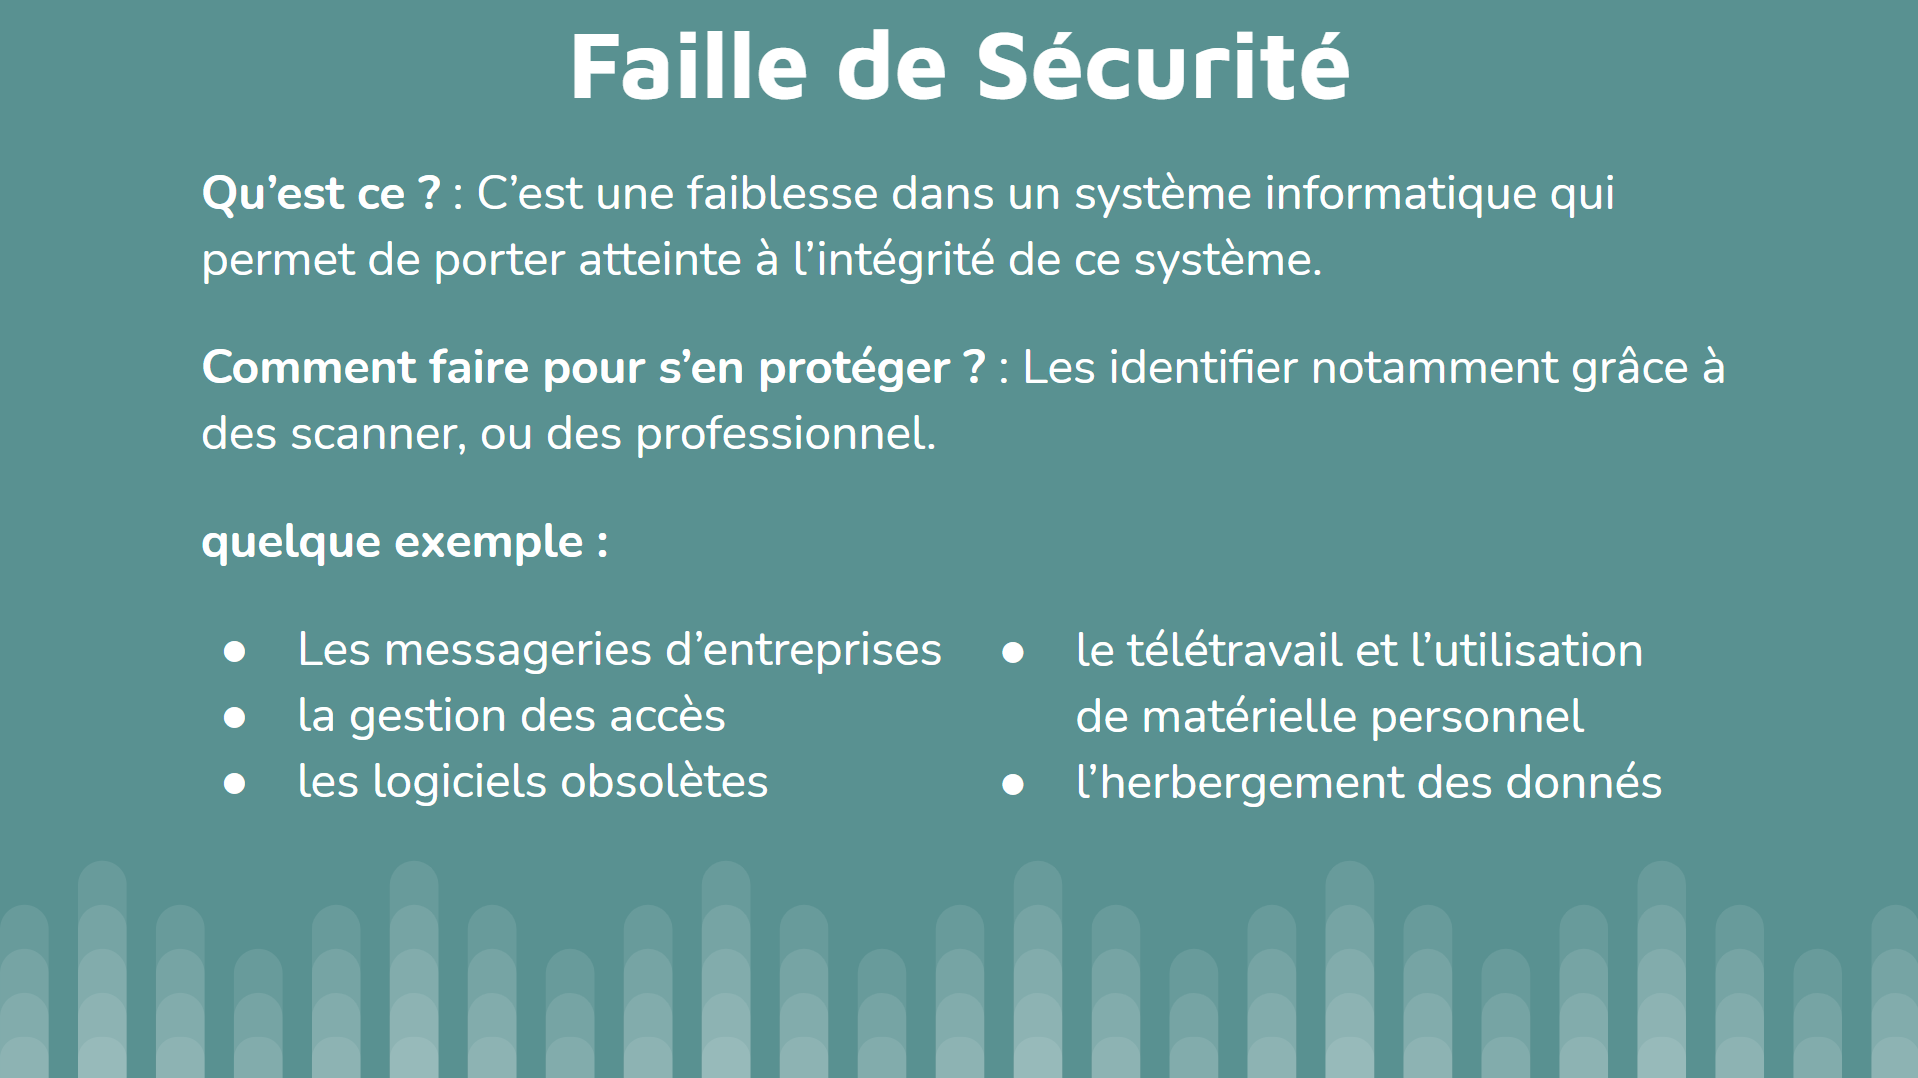 Faille de Sécurité
Qu’est ce ? : C’est une faiblesse dans un système informatique qui
permet de porter atteinte à l’intégrité de ce système.
Comment faire pour s’en protéger ? : Les identifier notamment grâce à
des scanner, ou des professionnel.
quelque exemple :
● Les messageries d’entreprises
● la gestion des accès
● les logiciels obsolètes
● le télétravail et l’utilisation
de matérielle personnel
● l’herbergement des donnés